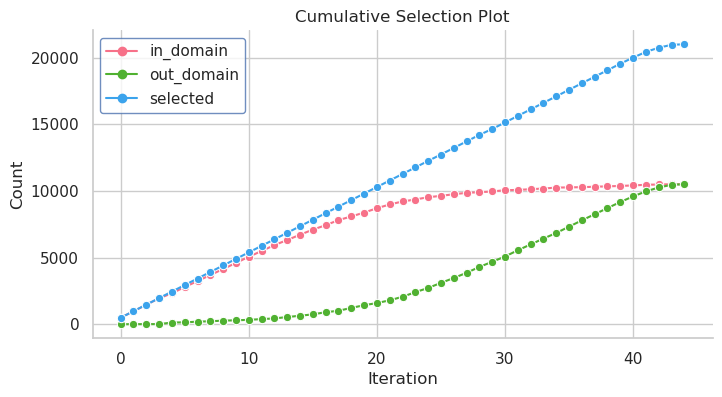 Cumulative Selection Plot
in_domain
out_domain
selected
Count
20000
15000
10000
5000
0
0 10 20 30 40
Iteration